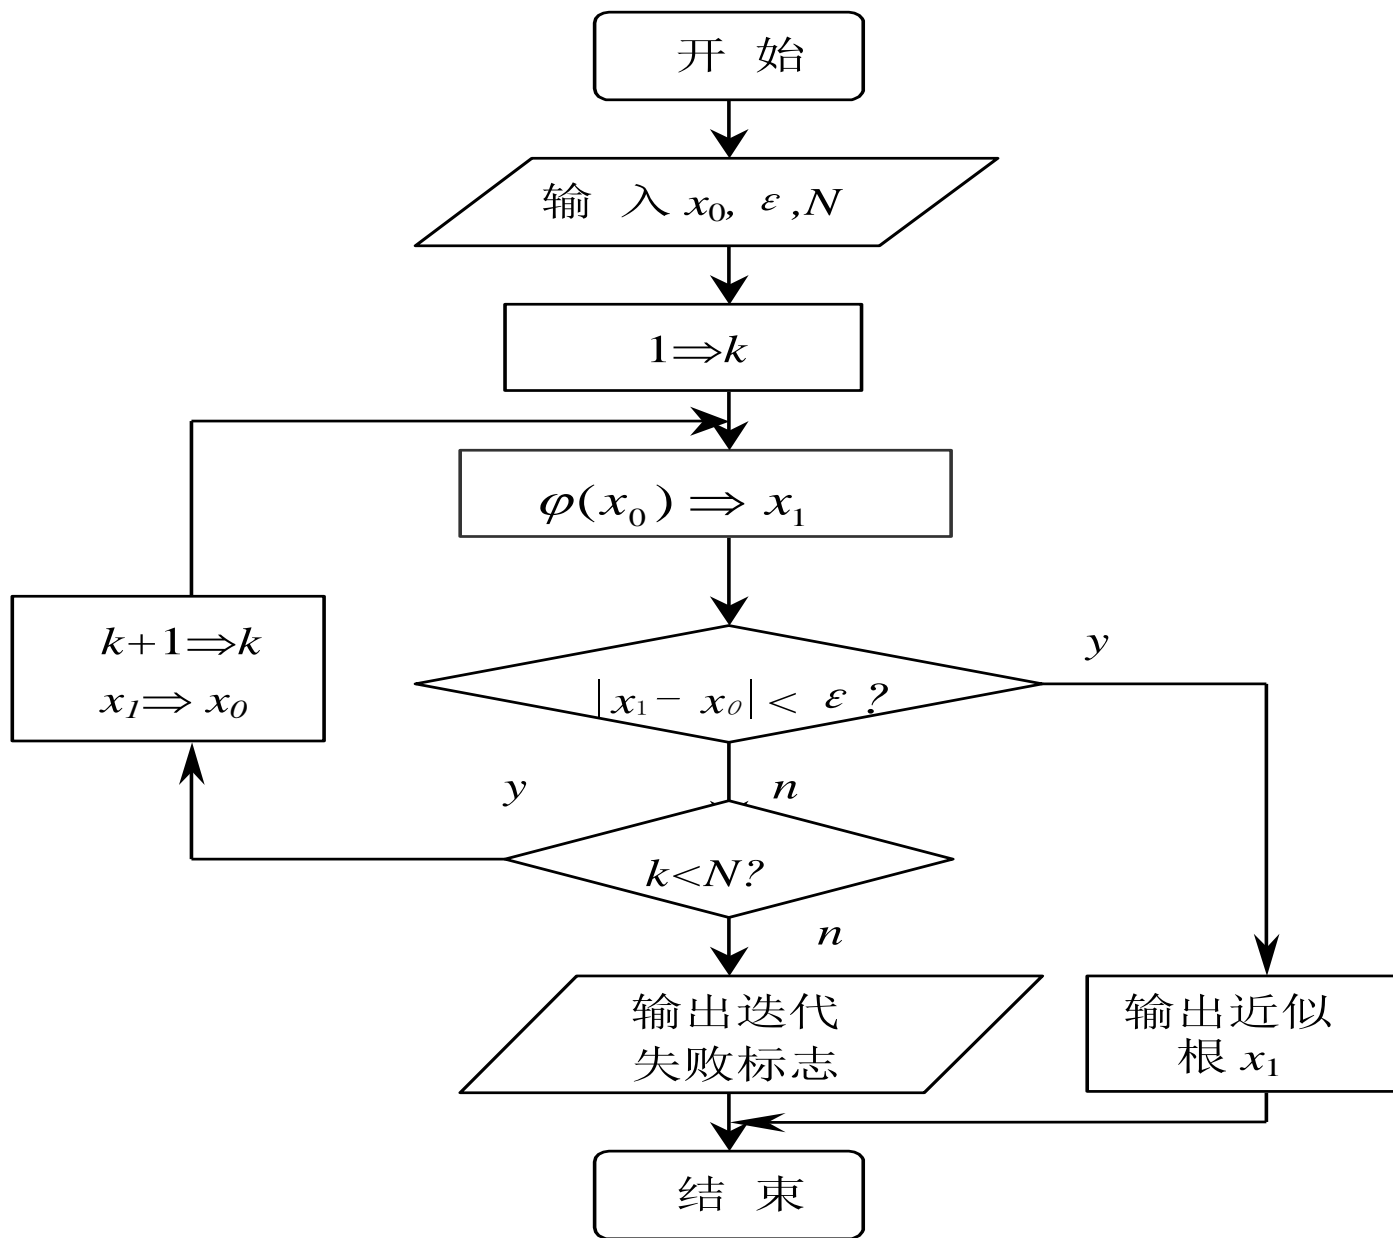 开 始
输 入 x₀, ε,N
1⇒k
φ(x₀) ⇒ x₁
k+1⇒k
x₁⇒ x₀
y
|x₁− x₀| < ε ?
y
n
k<N?
n
输出迭代
失败标志
输出近似
根 x₁
结 束